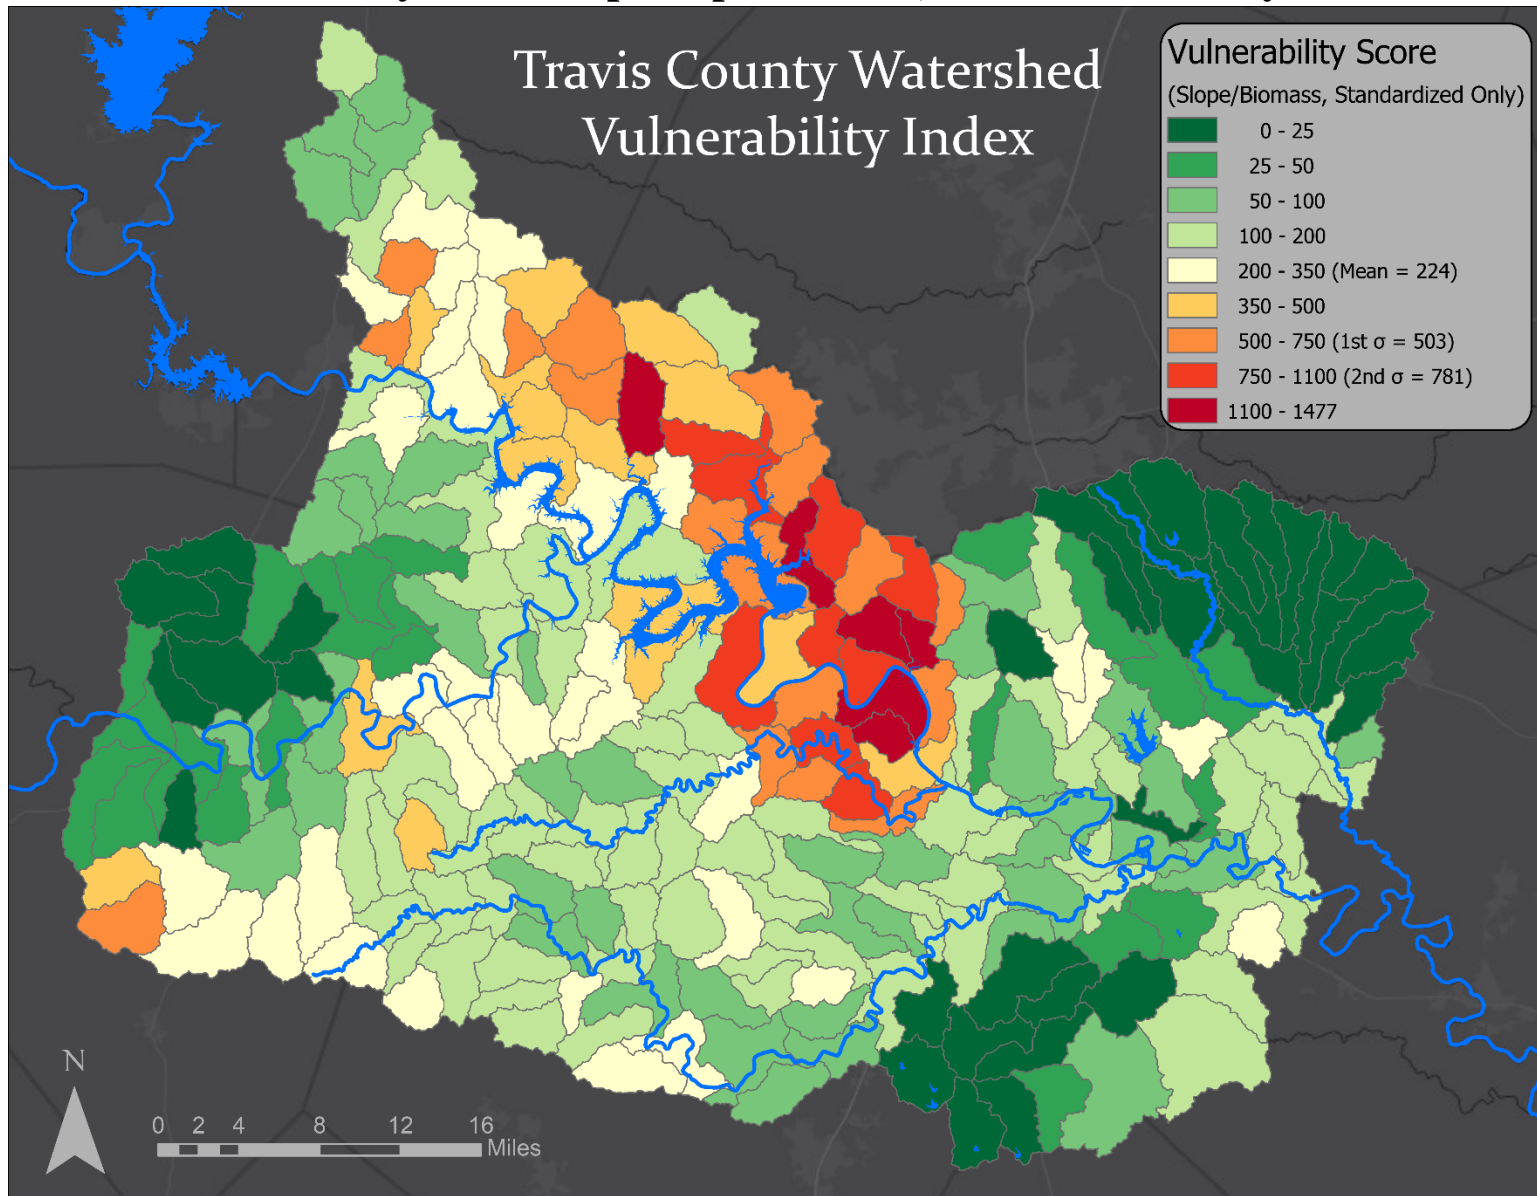 Travis County Watershed
Vulnerability Index
Vulnerability Score
(Slope/Biomass, Standardized Only)
0 - 25
25 - 50
50 - 100
100 - 200
200 - 350 (Mean = 224)
350 - 500
500 - 750 (1st σ = 503)
750 - 1100 (2nd σ = 781)
1100 - 1477
N
0 2 4 8 12 16
Miles